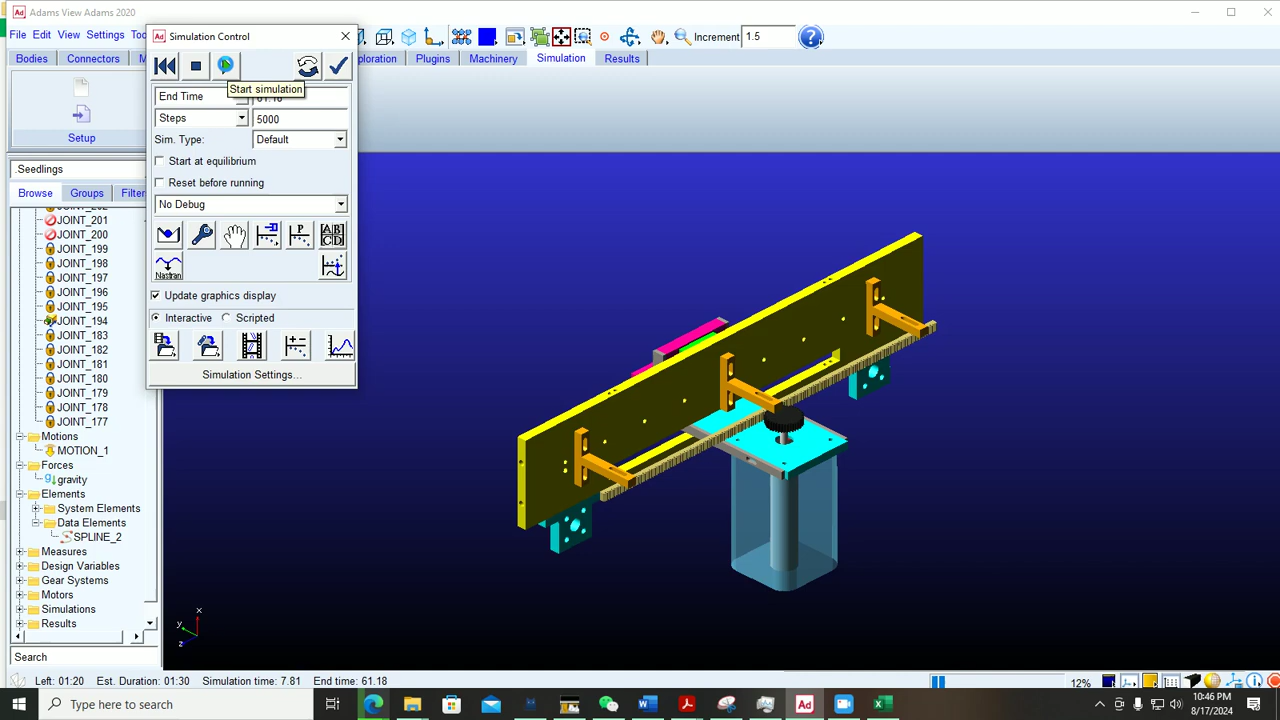 Adams View Adams 2020
File Edit View Settings
Simulation Control
Increment 1.5
Bodies Connectors
Plugins Machinery Simulation Results
Start simulation
End Time
Steps 5000
Sim. Type: Default
Setup
Start at equilibrium
.Seedlings
Reset before running
Browse Groups
No Debug
JOINT_201
JOINT_200
JOINT_199
JOINT_198
JOINT_197
Nastran
JOINT_196
JOINT_195
Update graphics display
JOINT_194
Interactive Scripted
JOINT_183
JOINT_182
JOINT_181
Simulation Settings...
JOINT_180
JOINT_179
JOINT_178
JOINT_177
Motions
MOTION_1
Forces
gravity
Elements
System Elements
Data Elements
SPLINE_2
Measures
Design Variables
Gear Systems
Motors
Simulations
Results
x
y
z
Search
Left: 01:20 Est. Duration: 01:30 Simulation time: 7.81 End time: 61.18 12%
Type here to search
10:46 PM
8/17/2024